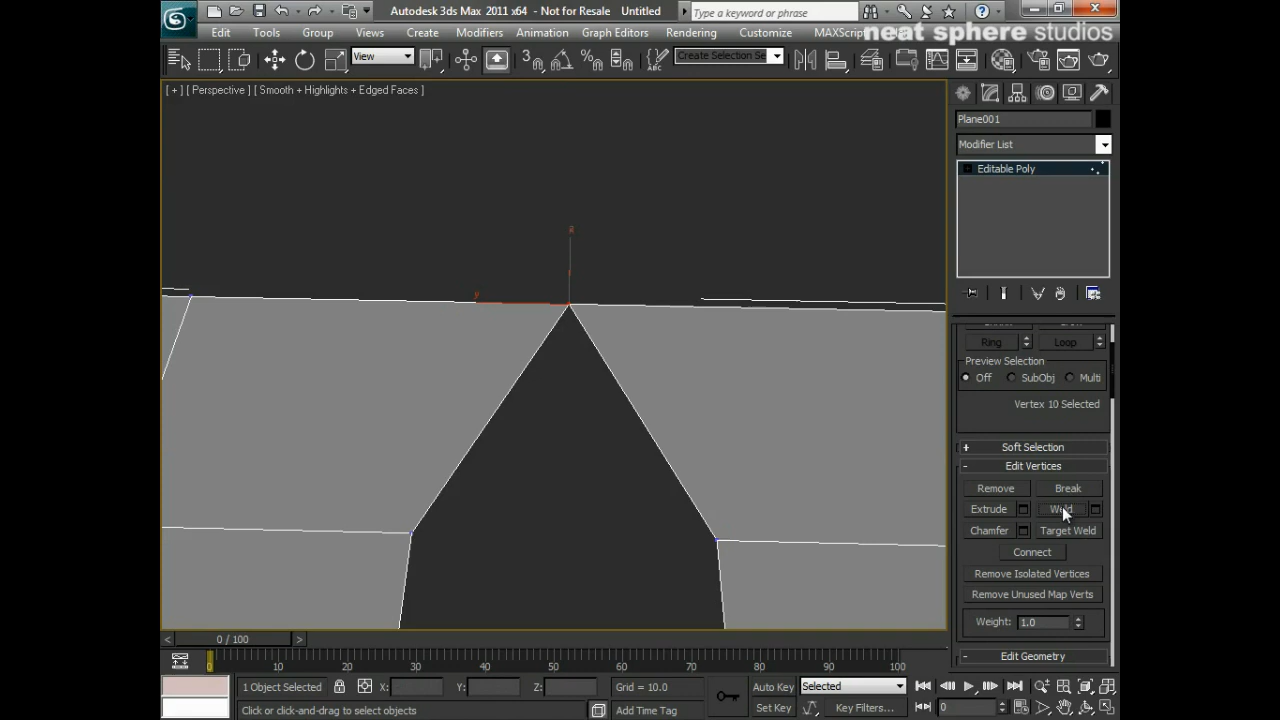 Autodesk 3ds Max 2011 x64 - Not for Resale Untitled
Type a keyword or phrase
Edit Tools Group Views Create Modifiers Animation Graph Editors Rendering Customize MAXScript
neat sphere studios
View
Create Selection Se
[ + ] [ Perspective ] [ Smooth + Highlights + Edged Faces ]
Plane001
Modifier List
Editable Poly
Ring Loop
Preview Selection
Off SubObj Multi
Vertex 10 Selected
+ Soft Selection
- Edit Vertices
Remove Break
Extrude Weld
Chamfer Target Weld
Connect
Remove Isolated Vertices
Remove Unused Map Verts
Weight: 1.0
- Edit Geometry
< 0 / 100 >
0 10 20 30 40 50 60 70 80 90 100
1 Object Selected X: Y: Z: Grid = 10.0 Auto Key Selected
Click or click-and-drag to select objects Add Time Tag Set Key Key Filters... 0